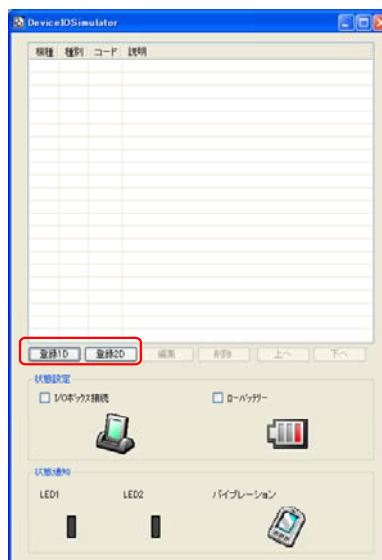 DeviceIOSimulator
機種 種別 コード 説明
登録1D 登録2D 編集 削除 上へ 下へ
状態設定
I/Oボックス接続 ローバッテリー
状態通知
LED1 LED2 バイブレーション